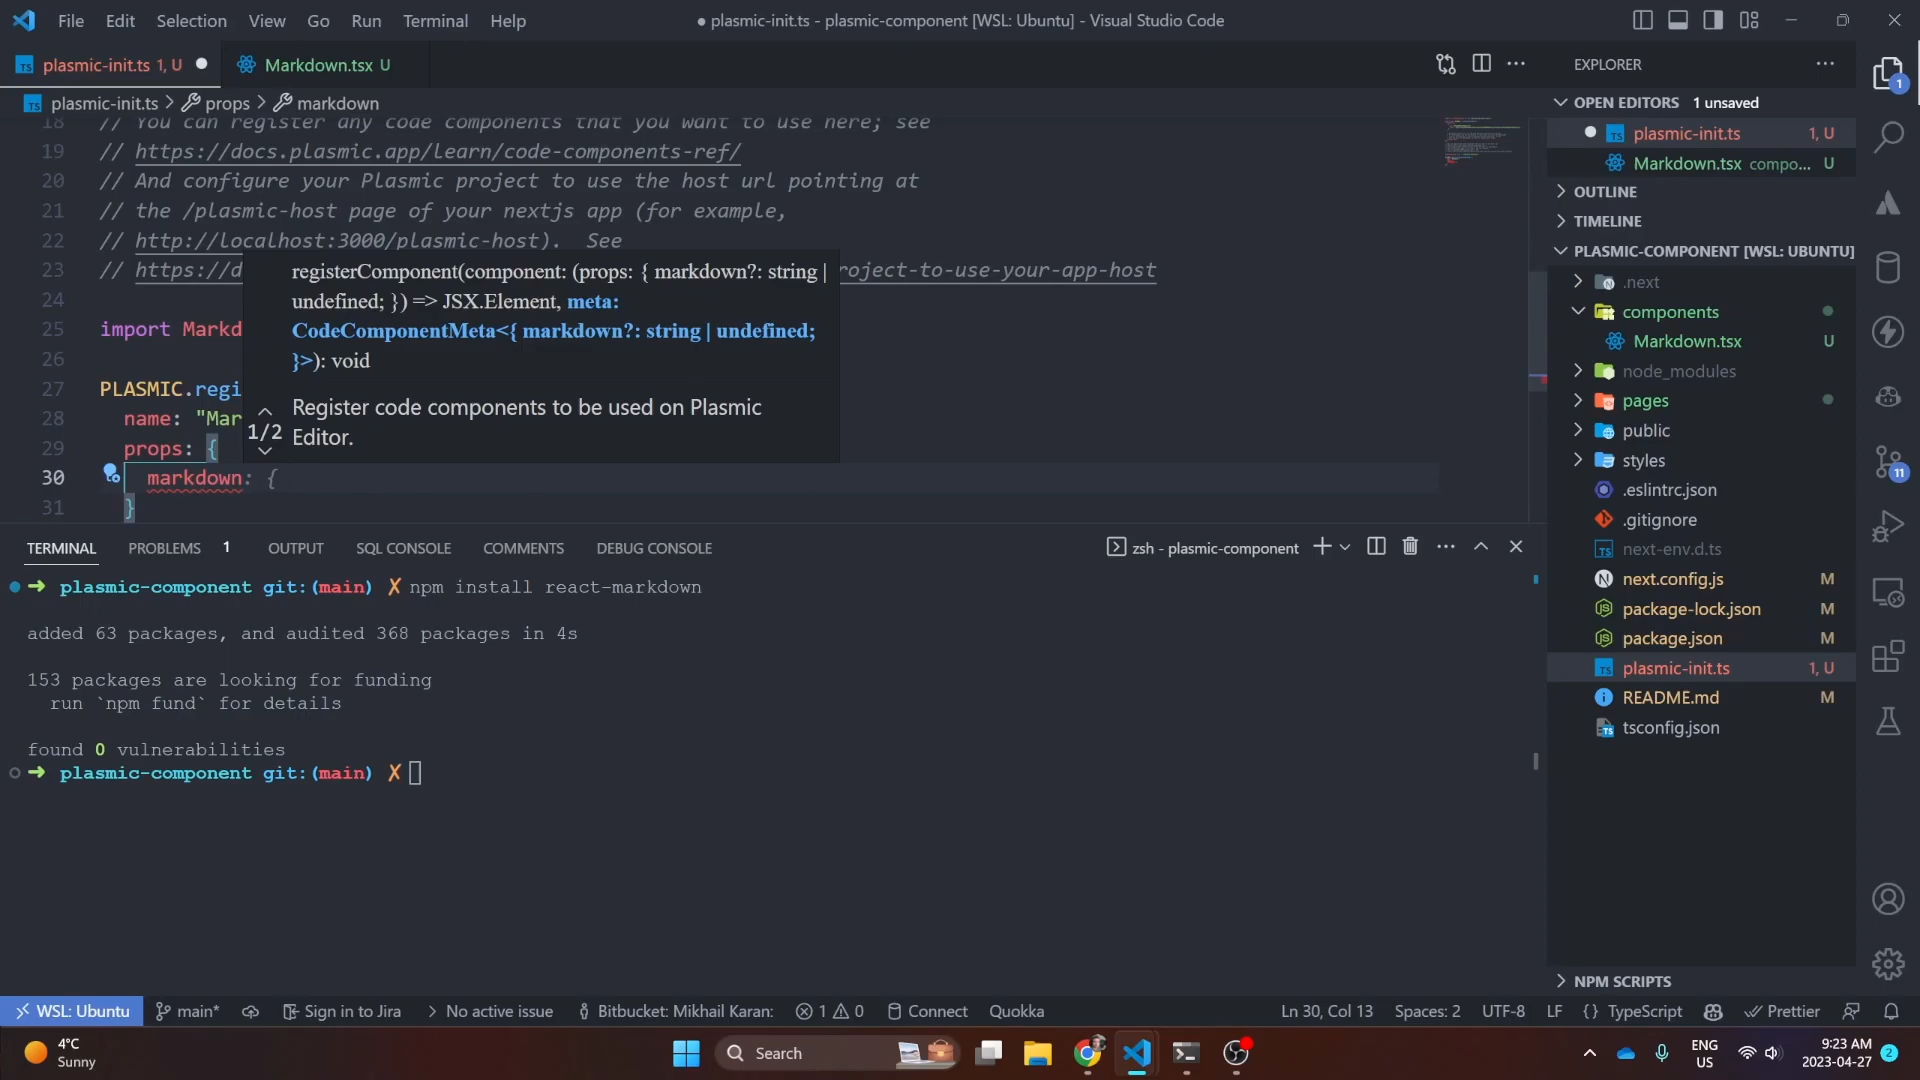 File Edit Selection View Go Run Terminal Help
● plasmic-init.ts - plasmic-component [WSL: Ubuntu] - Visual Studio Code
plasmic-init.ts 1, U
Markdown.tsx U
plasmic-init.ts > props > markdown
18 // You can register any code components that you want to use here; see
19 // https://docs.plasmic.app/learn/code-components-ref/
20 // And configure your Plasmic project to use the host url pointing at
21 // the /plasmic-host page of your nextjs app (for example,
22 // http://localhost:3000/plasmic-host).  See
23 // https://d roject-to-use-your-app-host
24
25 import Markd
26
27 PLASMIC.regi
28 name: "Mar
29 props: {
30 markdown: {
31 }
registerComponent(component: (props: { markdown?: string |
undefined; }) => JSX.Element, meta:
CodeComponentMeta<{ markdown?: string | undefined;
}>): void
1/2
Register code components to be used on Plasmic
Editor.
TERMINAL PROBLEMS 1 OUTPUT SQL CONSOLE COMMENTS DEBUG CONSOLE
zsh - plasmic-component
➜ plasmic-component git:(main) ✗ npm install react-markdown
added 63 packages, and audited 368 packages in 4s
153 packages are looking for funding
run `npm fund` for details
found 0 vulnerabilities
➜ plasmic-component git:(main) ✗
EXPLORER
OPEN EDITORS 1 unsaved
plasmic-init.ts 1, U
Markdown.tsx compo... U
OUTLINE
TIMELINE
PLASMIC-COMPONENT [WSL: UBUNTU]
.next
components
Markdown.tsx U
node_modules
pages
public
styles
.eslintrc.json
.gitignore
next-env.d.ts
next.config.js M
package-lock.json M
package.json M
plasmic-init.ts 1, U
README.md M
tsconfig.json
NPM SCRIPTS
1
11
WSL: Ubuntu main* Sign in to Jira > No active issue Bitbucket: Mikhail Karan: 1 0 Connect Quokka
Ln 30, Col 13 Spaces: 2 UTF-8 LF {} TypeScript Prettier
4°C
Sunny
Search
ENG
US
9:23 AM
2023-04-27
2